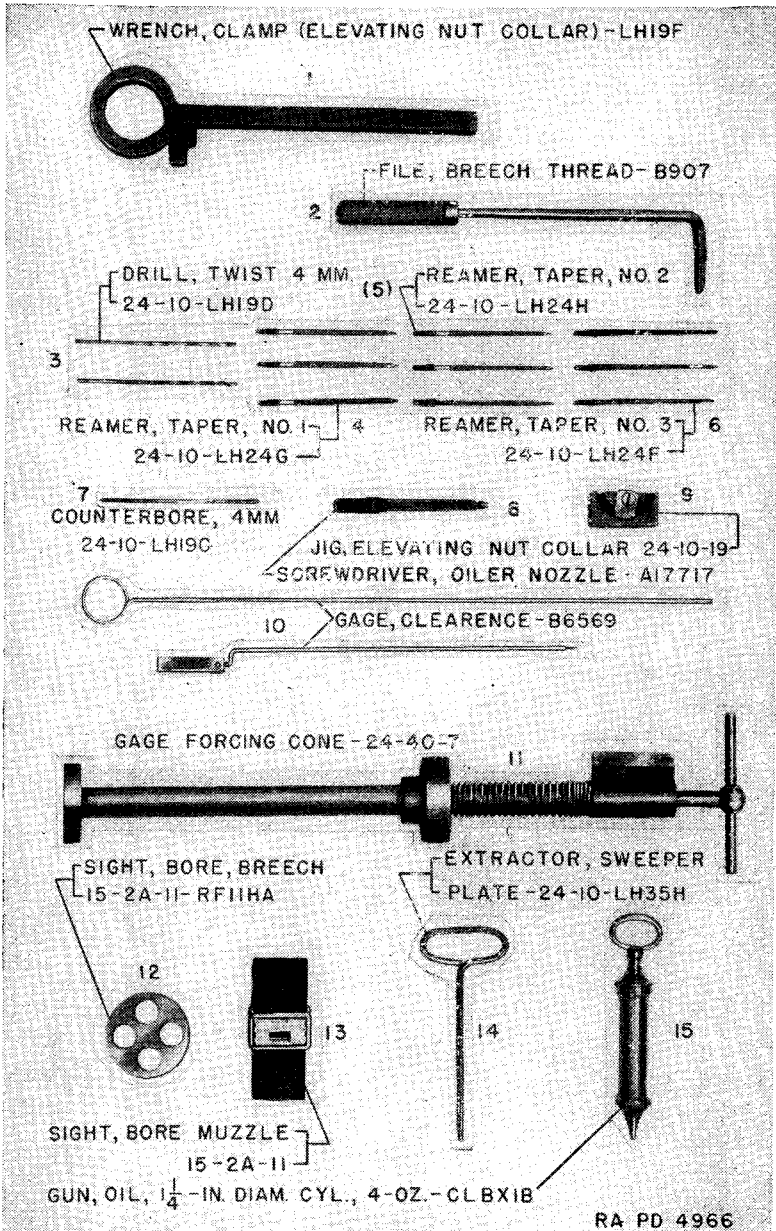 WRENCH, CLAMP (ELEVATING NUT COLLAR)-LH19F
1
FILE, BREECH THREAD-B907
2
DRILL, TWIST 4 MM.
24-10-LH19D
(5)
REAMER, TAPER, NO. 2
24-10-LH24H
3
REAMER, TAPER, NO. 1
24-10-LH24G
4
REAMER, TAPER, NO. 3
24-10-LH24F
6
7
COUNTERBORE, 4MM
24-10-LH19C
8
9
JIG, ELEVATING NUT COLLAR 24-10-19
SCREWDRIVER, OILER NOZZLE-A17717
10
GAGE, CLEARENCE-B6569
GAGE FORCING CONE-24-40-7
11
SIGHT, BORE, BREECH
15-2A-11-RF11HA
EXTRACTOR, SWEEPER
PLATE-24-10-LH35H
12
13
14
15
SIGHT, BORE MUZZLE
15-2A-11
GUN, OIL, 1 1/4-IN. DIAM. CYL., 4-OZ.-CLBX1B
RA PD 4966